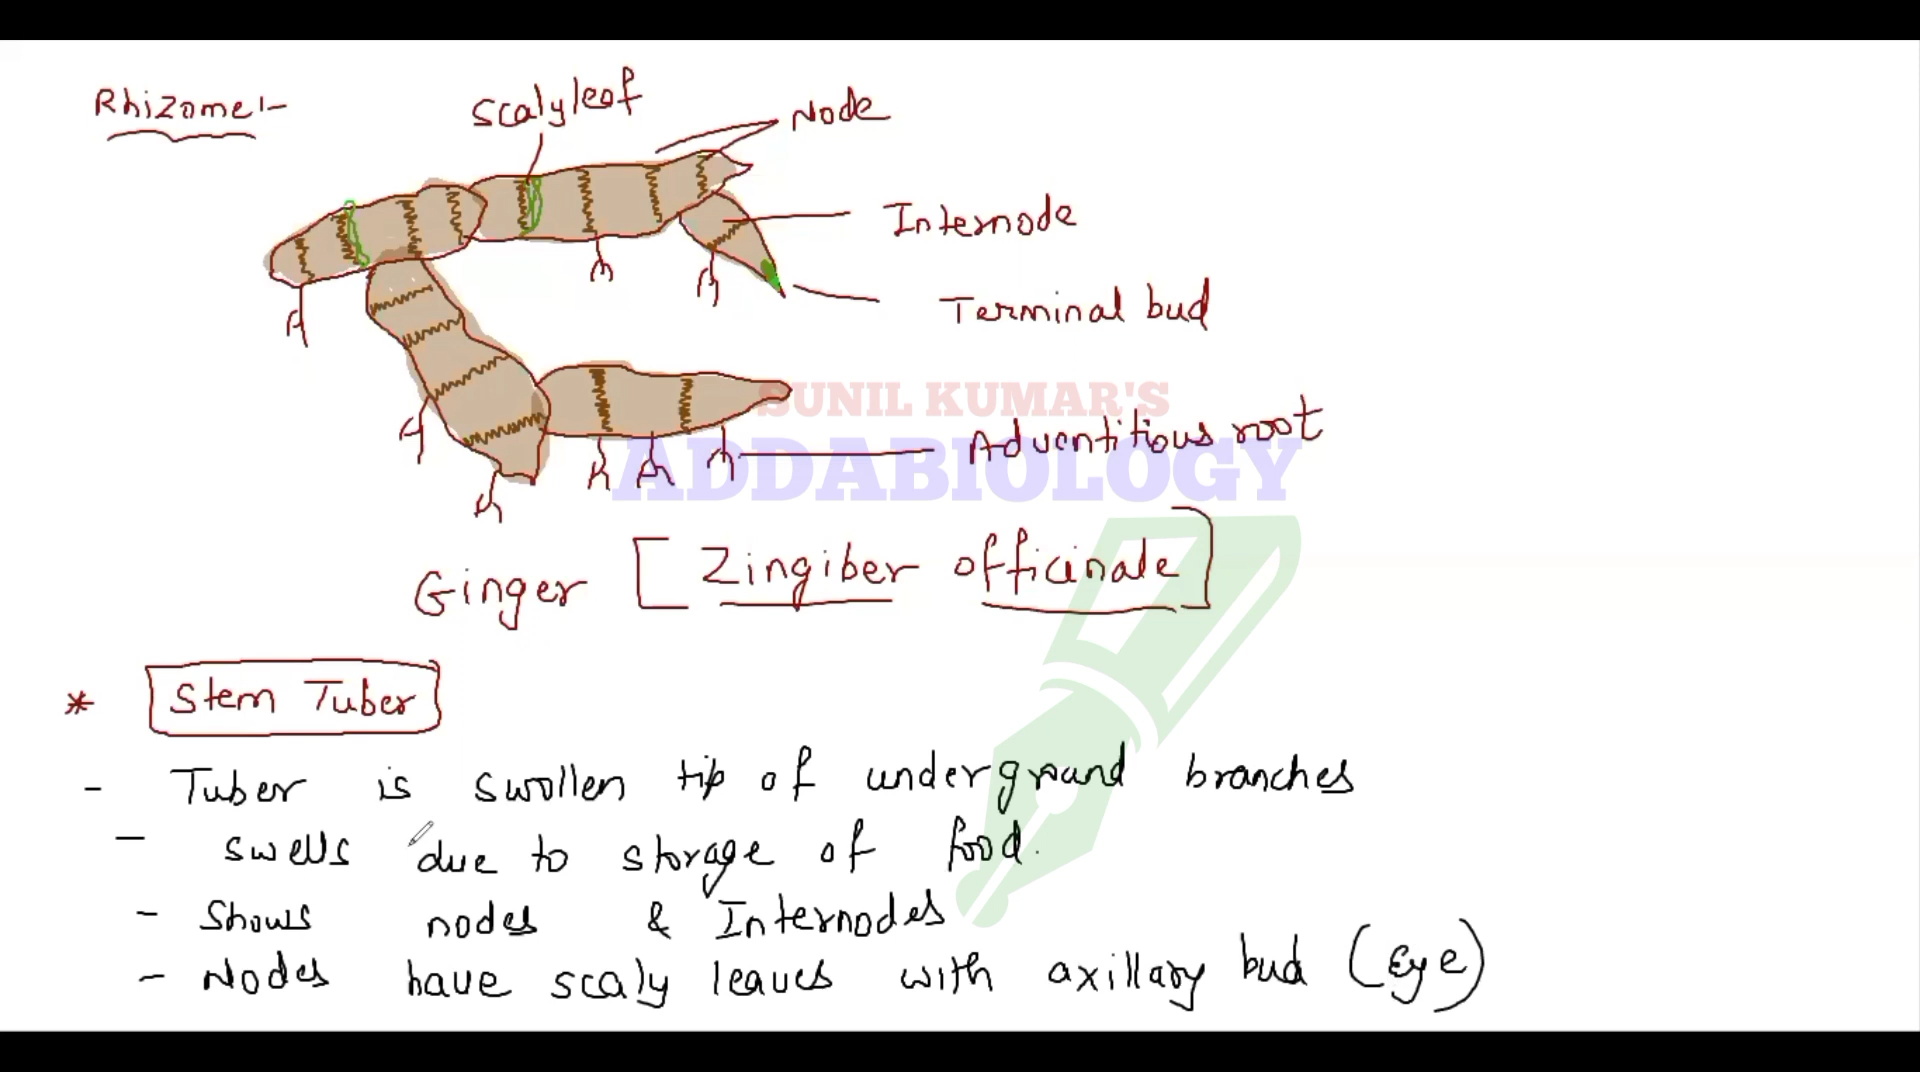 Rhizome:-
Scaly leaf
Node
Internode
Terminal bud
SUNIL KUMAR'S
Adventitious root
ADDABIOLOGY
Ginger [Zingiber officinale]
* Stem Tuber
- Tuber is swollen tip of underground branches
- swells due to storage of food.
- Shows nodes & Internodes
- Nodes have scaly leaves with axillary bud (Eye)